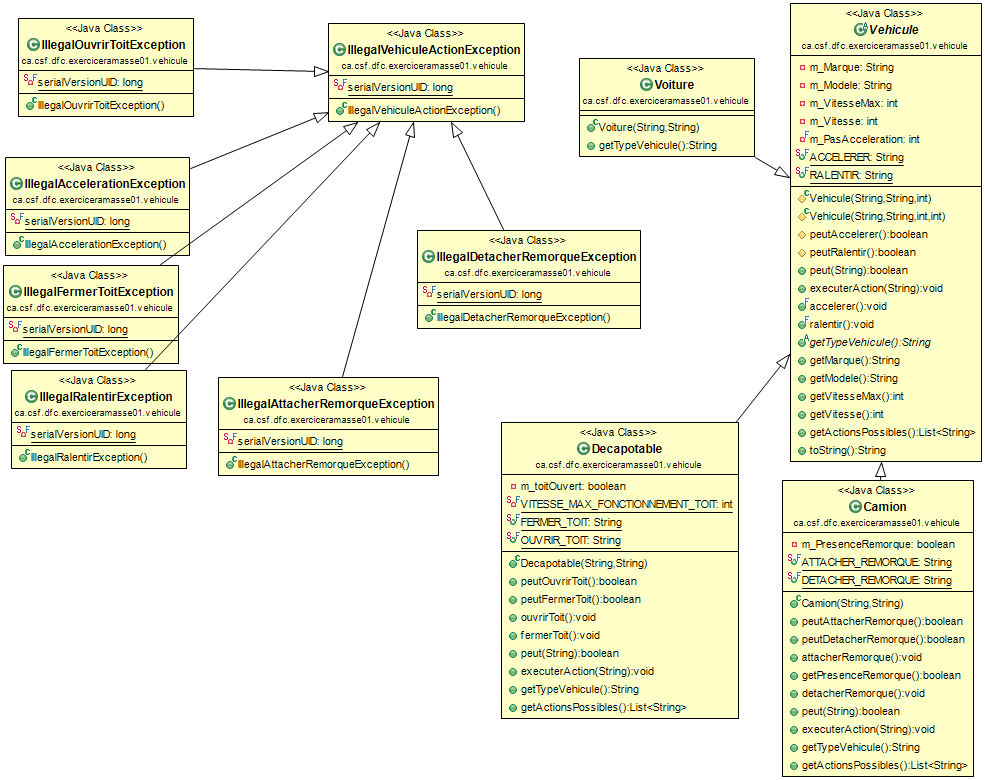 <<Java Class>>
IllegalOuvrirToitException
ca.csf.dfc.exerciceramasse01.vehicule
serialVersionUID: long
IllegalOuvrirToitException()
<<Java Class>>
IllegalVehiculeActionException
ca.csf.dfc.exerciceramasse01.vehicule
serialVersionUID: long
IllegalVehiculeActionException()
<<Java Class>>
Voiture
ca.csf.dfc.exerciceramasse01.vehicule
Voiture(String,String)
getTypeVehicule():String
<<Java Class>>
Vehicule
ca.csf.dfc.exerciceramasse01.vehicule
m_Marque: String
m_Modele: String
m_VitesseMax: int
m_Vitesse: int
m_PasAcceleration: int
ACCELERER: String
RALENTIR: String
Vehicule(String,String,int)
Vehicule(String,String,int,int)
peutAccelerer():boolean
peutRalentir():boolean
peut(String):boolean
executerAction(String):void
accelerer():void
ralentir():void
getTypeVehicule():String
getMarque():String
getModele():String
getVitesseMax():int
getVitesse():int
getActionsPossibles():List<String>
toString():String
<<Java Class>>
IllegalAccelerationException
ca.csf.dfc.exerciceramasse01.vehicule
serialVersionUID: long
IllegalAccelerationException()
<<Java Class>>
IllegalFermerToitException
ca.csf.dfc.exerciceramasse01.vehicule
serialVersionUID: long
IllegalFermerToitException()
<<Java Class>>
IllegalRalentirException
ca.csf.dfc.exerciceramasse01.vehicule
serialVersionUID: long
IllegalRalentirException()
<<Java Class>>
IllegalAttacherRemorqueException
ca.csf.dfc.exerciceramasse01.vehicule
serialVersionUID: long
IllegalAttacherRemorqueException()
<<Java Class>>
IllegalDetacherRemorqueException
ca.csf.dfc.exerciceramasse01.vehicule
serialVersionUID: long
IllegalDetacherRemorqueException()
<<Java Class>>
Decapotable
ca.csf.dfc.exerciceramasse01.vehicule
m_toitOuvert: boolean
VITESSE_MAX_FONCTIONNEMENT_TOIT: int
FERMER_TOIT: String
OUVRIR_TOIT: String
Decapotable(String,String)
peutOuvrirToit():boolean
peutFermerToit():boolean
ouvrirToit():void
fermerToit():void
peut(String):boolean
executerAction(String):void
getTypeVehicule():String
getActionsPossibles():List<String>
<<Java Class>>
Camion
ca.csf.dfc.exerciceramasse01.vehicule
m_PresenceRemorque: boolean
ATTACHER_REMORQUE: String
DETACHER_REMORQUE: String
Camion(String,String)
peutAttacherRemorque():boolean
peutDetacherRemorque():boolean
attacherRemorque():void
getPresenceRemorque():boolean
detacherRemorque():void
peut(String):boolean
executerAction(String):void
getTypeVehicule():String
getActionsPossibles():List<String>